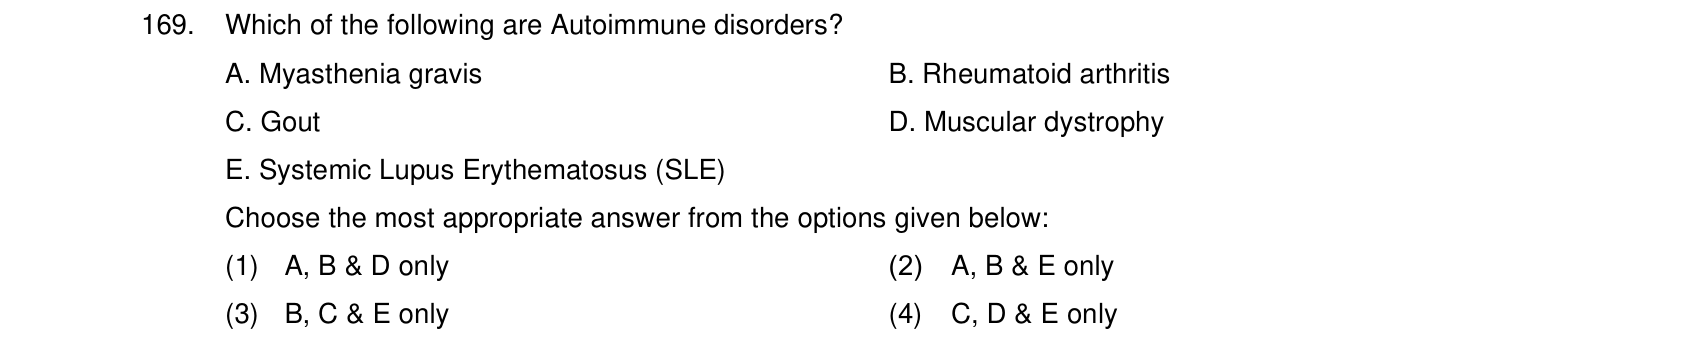 169. Which of the following are Autoimmune disorders?
A. Myasthenia gravis B. Rheumatoid arthritis
C. Gout D. Muscular dystrophy
E. Systemic Lupus Erythematosus (SLE)
Choose the most appropriate answer from the options given below:
(1) A, B & D only (2) A, B & E only
(3) B, C & E only (4) C, D & E only